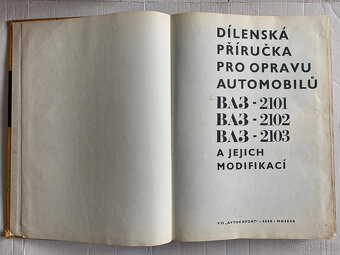 DÍLENSKÁ
PŘÍRUČKA
PRO OPRAVU
AUTOMOBILŮ
ВАЗ-2101
ВАЗ-2102
ВАЗ-2103
A JEJICH
MODIFIKACÍ
V/O „AVTOEXPORT“ · SSSR · MOSKVA